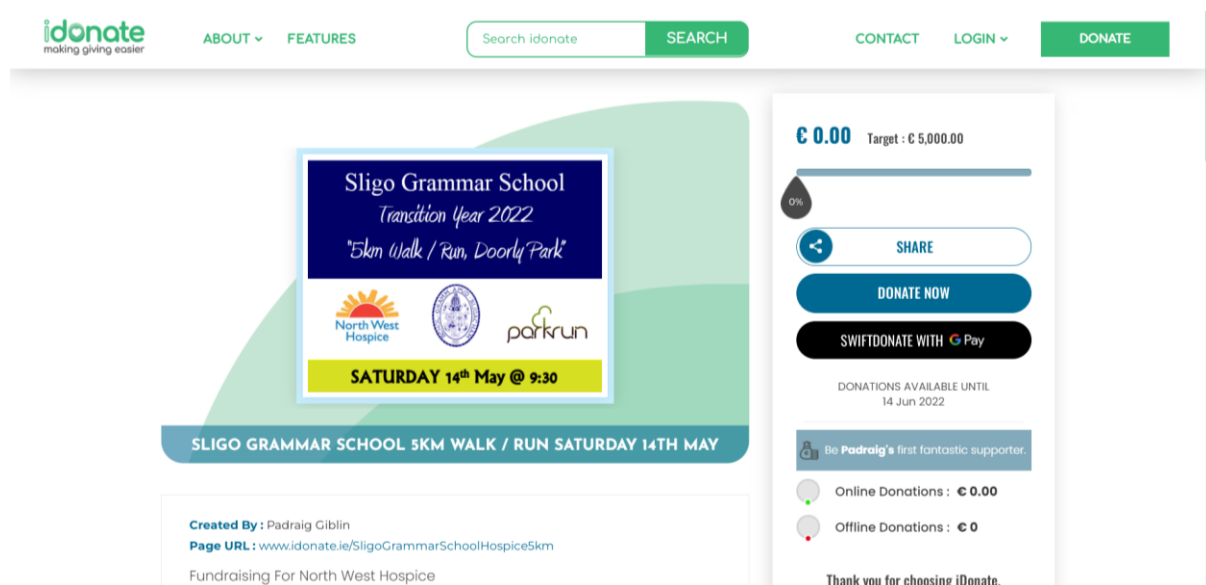 idonate
making giving easier
ABOUT
FEATURES
Search idonate
SEARCH
CONTACT
LOGIN
DONATE
Sligo Grammar School
Transition Year 2022
"5km Walk / Run, Doorly Park"
North West
Hospice
parkrun
SATURDAY 14th May @ 9:30
SLIGO GRAMMAR SCHOOL 5KM WALK / RUN SATURDAY 14TH MAY
Created By : Padraig Giblin
Page URL : www.idonate.ie/SligoGrammarSchoolHospice5km
Fundraising For North West Hospice
€ 0.00 Target : € 5,000.00
0%
SHARE
DONATE NOW
SWIFTDONATE WITH G Pay
DONATIONS AVAILABLE UNTIL
14 Jun 2022
Be Padraig's first fantastic supporter.
Online Donations : € 0.00
Offline Donations : € 0
Thank you for choosing iDonate.